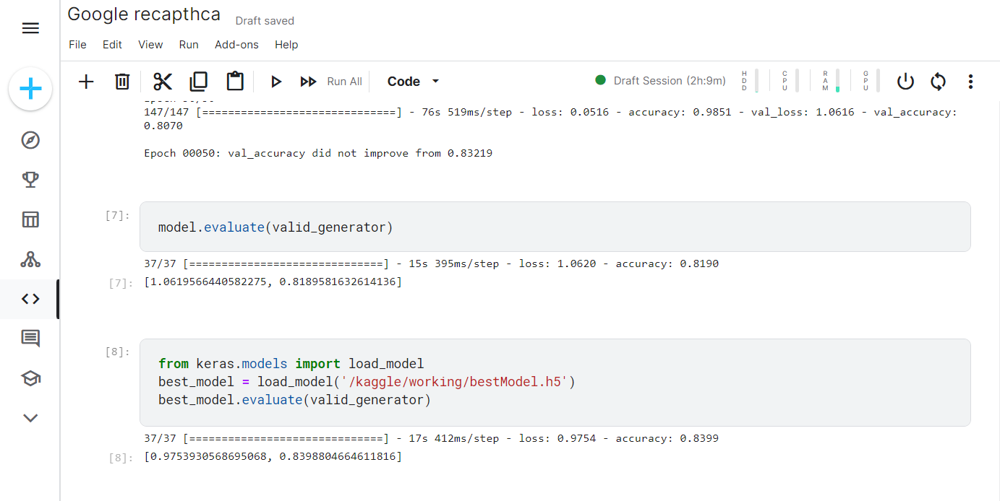 Google recapthca Draft saved
File Edit View Run Add-ons Help
Run All Code Draft Session (2h:9m) HDD CPU RAM GPU
147/147 [==============================] - 76s 519ms/step - loss: 0.0516 - accuracy: 0.9851 - val_loss: 1.0616 - val_accuracy:
0.8070
Epoch 00050: val_accuracy did not improve from 0.83219
[7]:
model.evaluate(valid_generator)
37/37 [==============================] - 15s 395ms/step - loss: 1.0620 - accuracy: 0.8190
[7]: [1.0619566440582275, 0.8189581632614136]
[8]:
from keras.models import load_model
best_model = load_model('/kaggle/working/bestModel.h5')
best_model.evaluate(valid_generator)
37/37 [==============================] - 17s 412ms/step - loss: 0.9754 - accuracy: 0.8399
[8]: [0.9753930568695068, 0.8398804664611816]